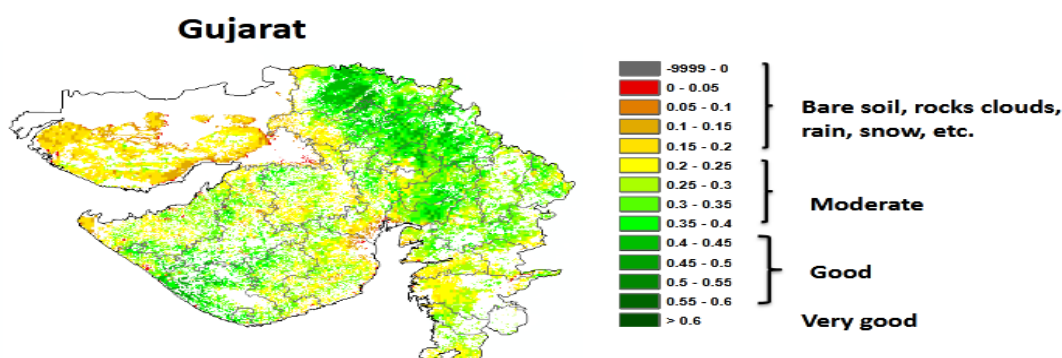 Gujarat
-9999 - 0
0 - 0.05
0.05 - 0.1
0.1 - 0.15
0.15 - 0.2
0.2 - 0.25
0.25 - 0.3
0.3 - 0.35
0.35 - 0.4
0.4 - 0.45
0.45 - 0.5
0.5 - 0.55
0.55 - 0.6
> 0.6
Bare soil, rocks clouds,
rain, snow, etc.
Moderate
Good
Very good